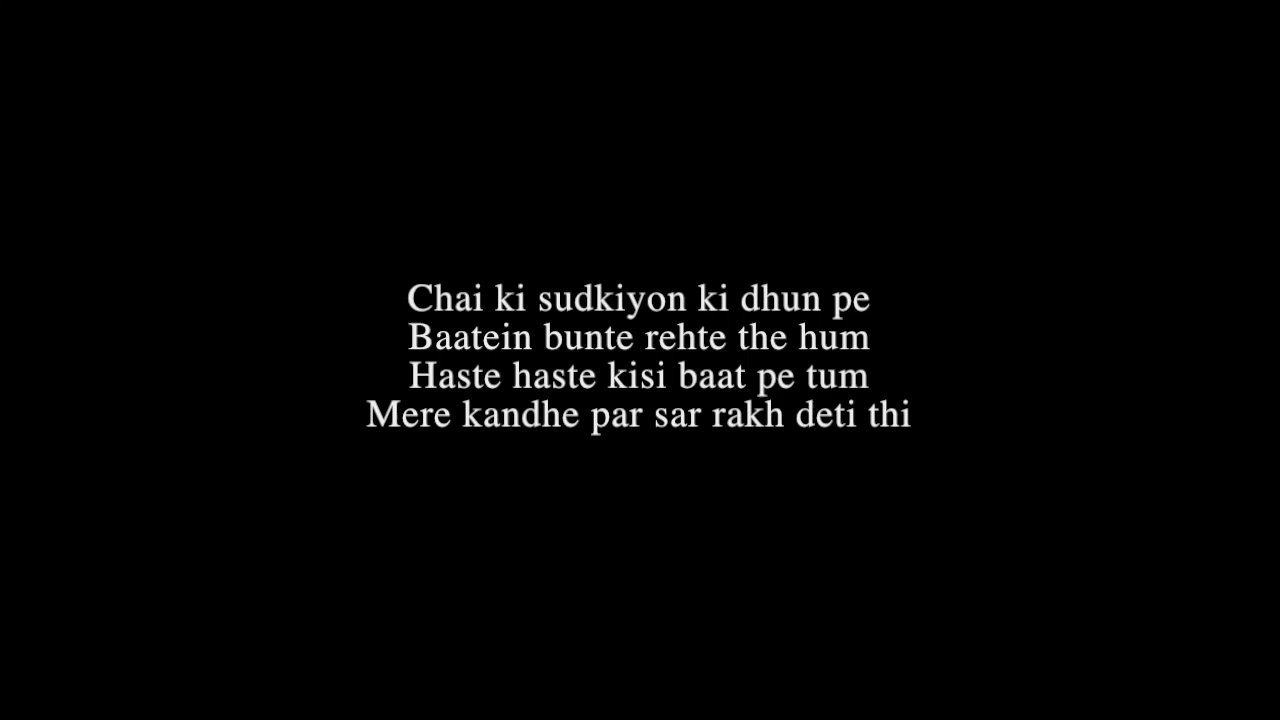 Chai ki sudkiyon ki dhun pe
Baatein bunte rehte the hum
Haste haste kisi baat pe tum
Mere kandhe par sar rakh deti thi